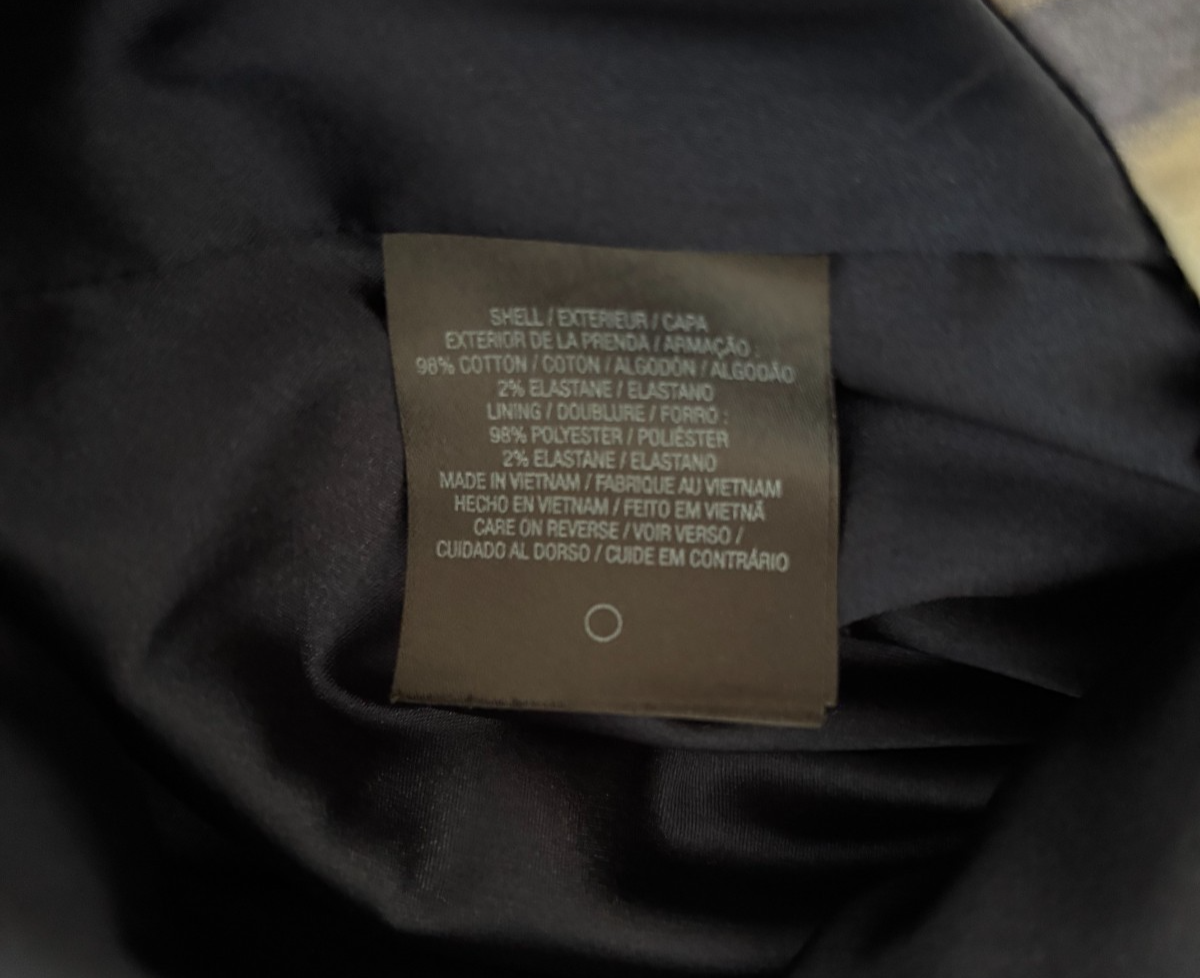 SHELL / EXTERIEUR / CAPA
EXTERIOR DE LA PRENDA / ARMAÇÃO :
98% COTTON / COTON / ALGODÓN / ALGODÃO
2% ELASTANE / ELASTANO
LINING / DOUBLURE / FORRO :
98% POLYESTER / POLIÉSTER
2% ELASTANE / ELASTANO
MADE IN VIETNAM / FABRIQUE AU VIETNAM
HECHO EN VIETNAM / FEITO EM VIETNÃ
CARE ON REVERSE / VOIR VERSO /
CUIDADO AL DORSO / CUIDE EM CONTRÁRIO